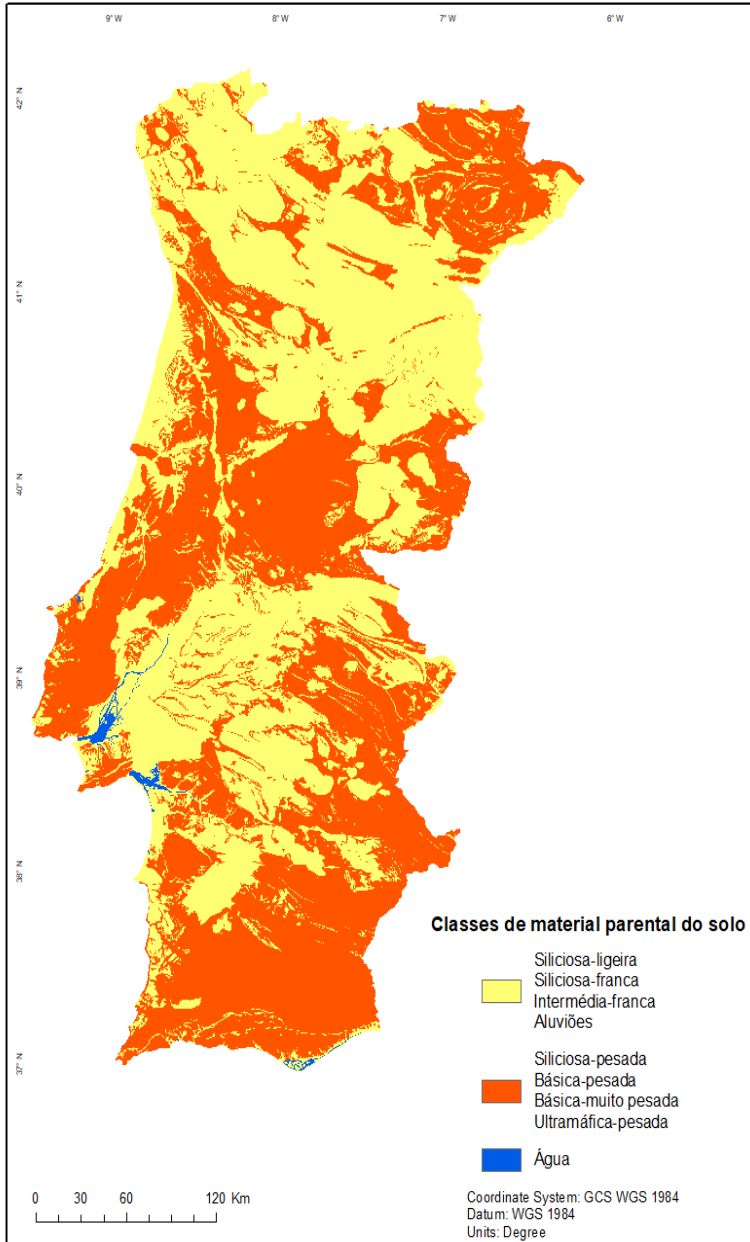 9° W 8° W 7° W 6° W
42° N
41° N
40° N
39° N
38° N
37° N
Classes de material parental do solo
Siliciosa-ligeira
Siliciosa-franca
Intermédia-franca
Aluviões
Siliciosa-pesada
Básica-pesada
Básica-muito pesada
Ultramáfica-pesada
Água
0 30 60 120 Km
Coordinate System: GCS WGS 1984
Datum: WGS 1984
Units: Degree